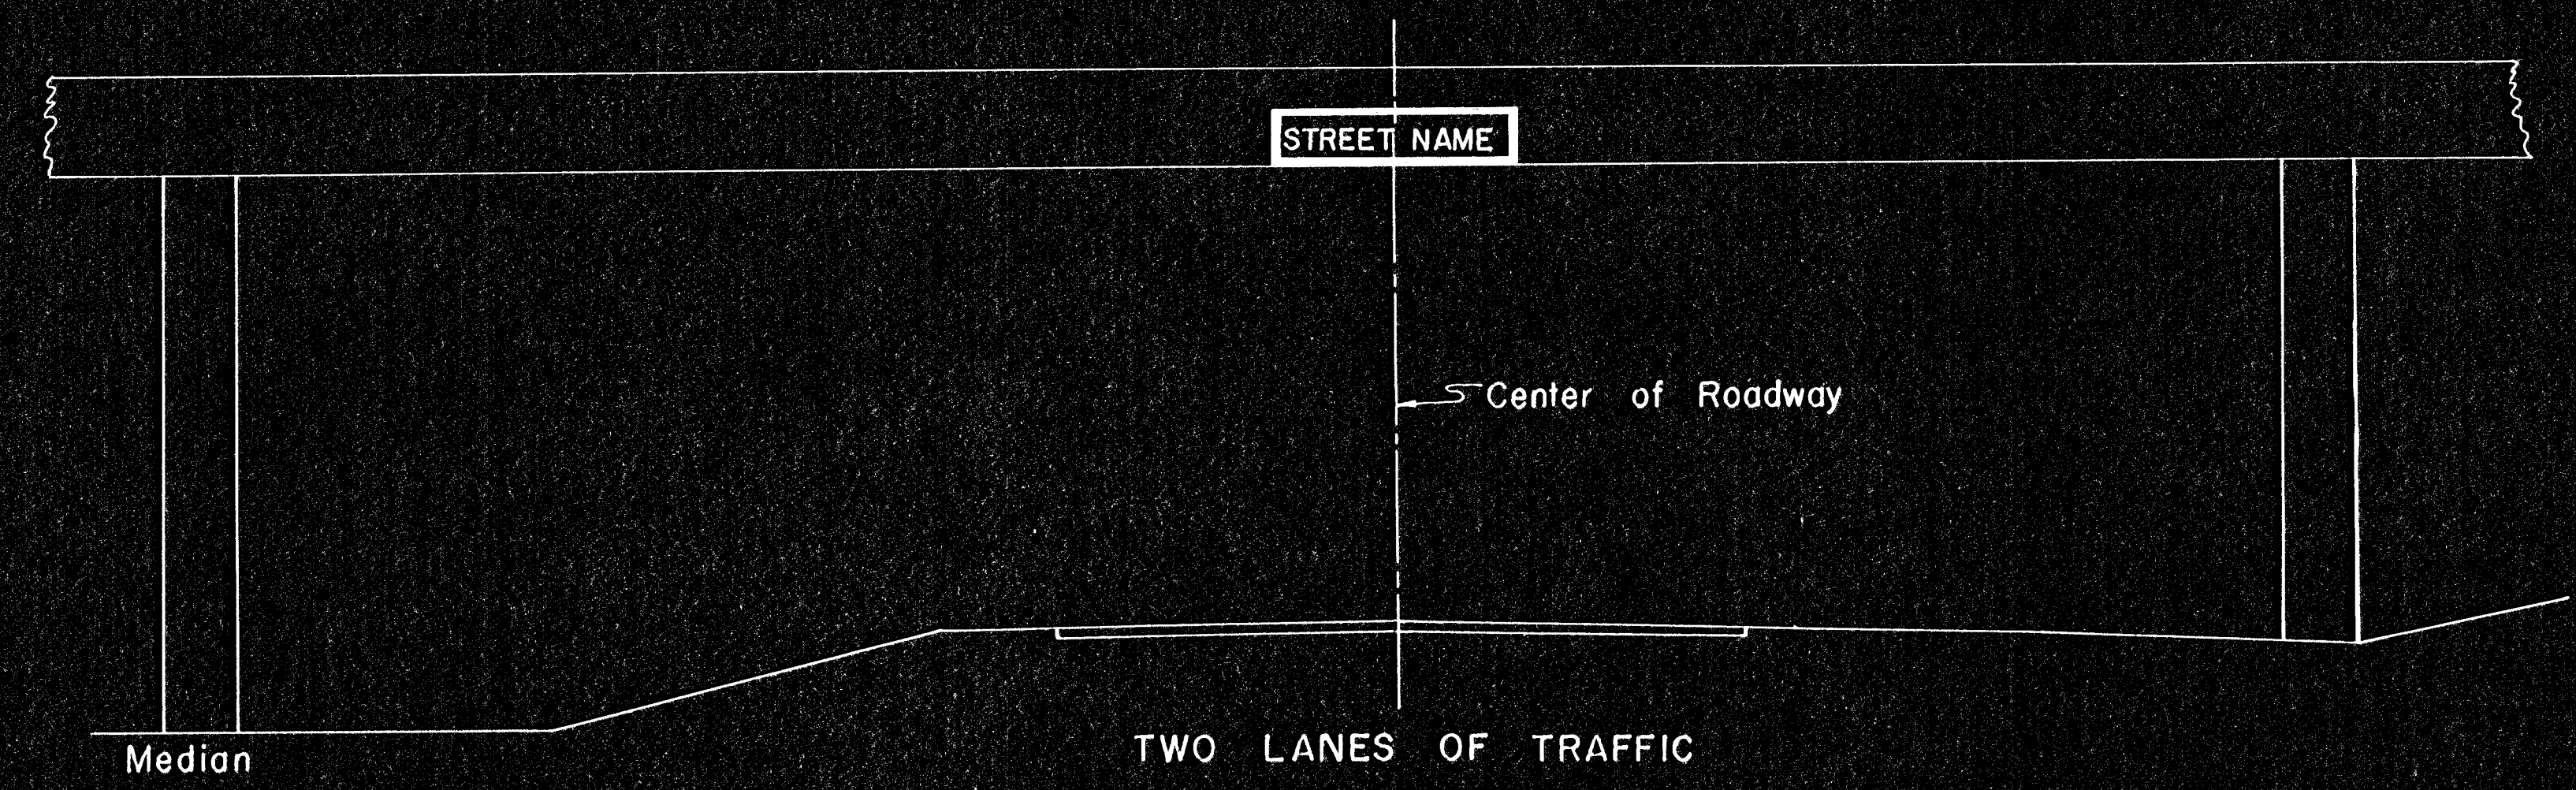 STREET NAME
Center of Roadway
Median
TWO LANES OF TRAFFIC